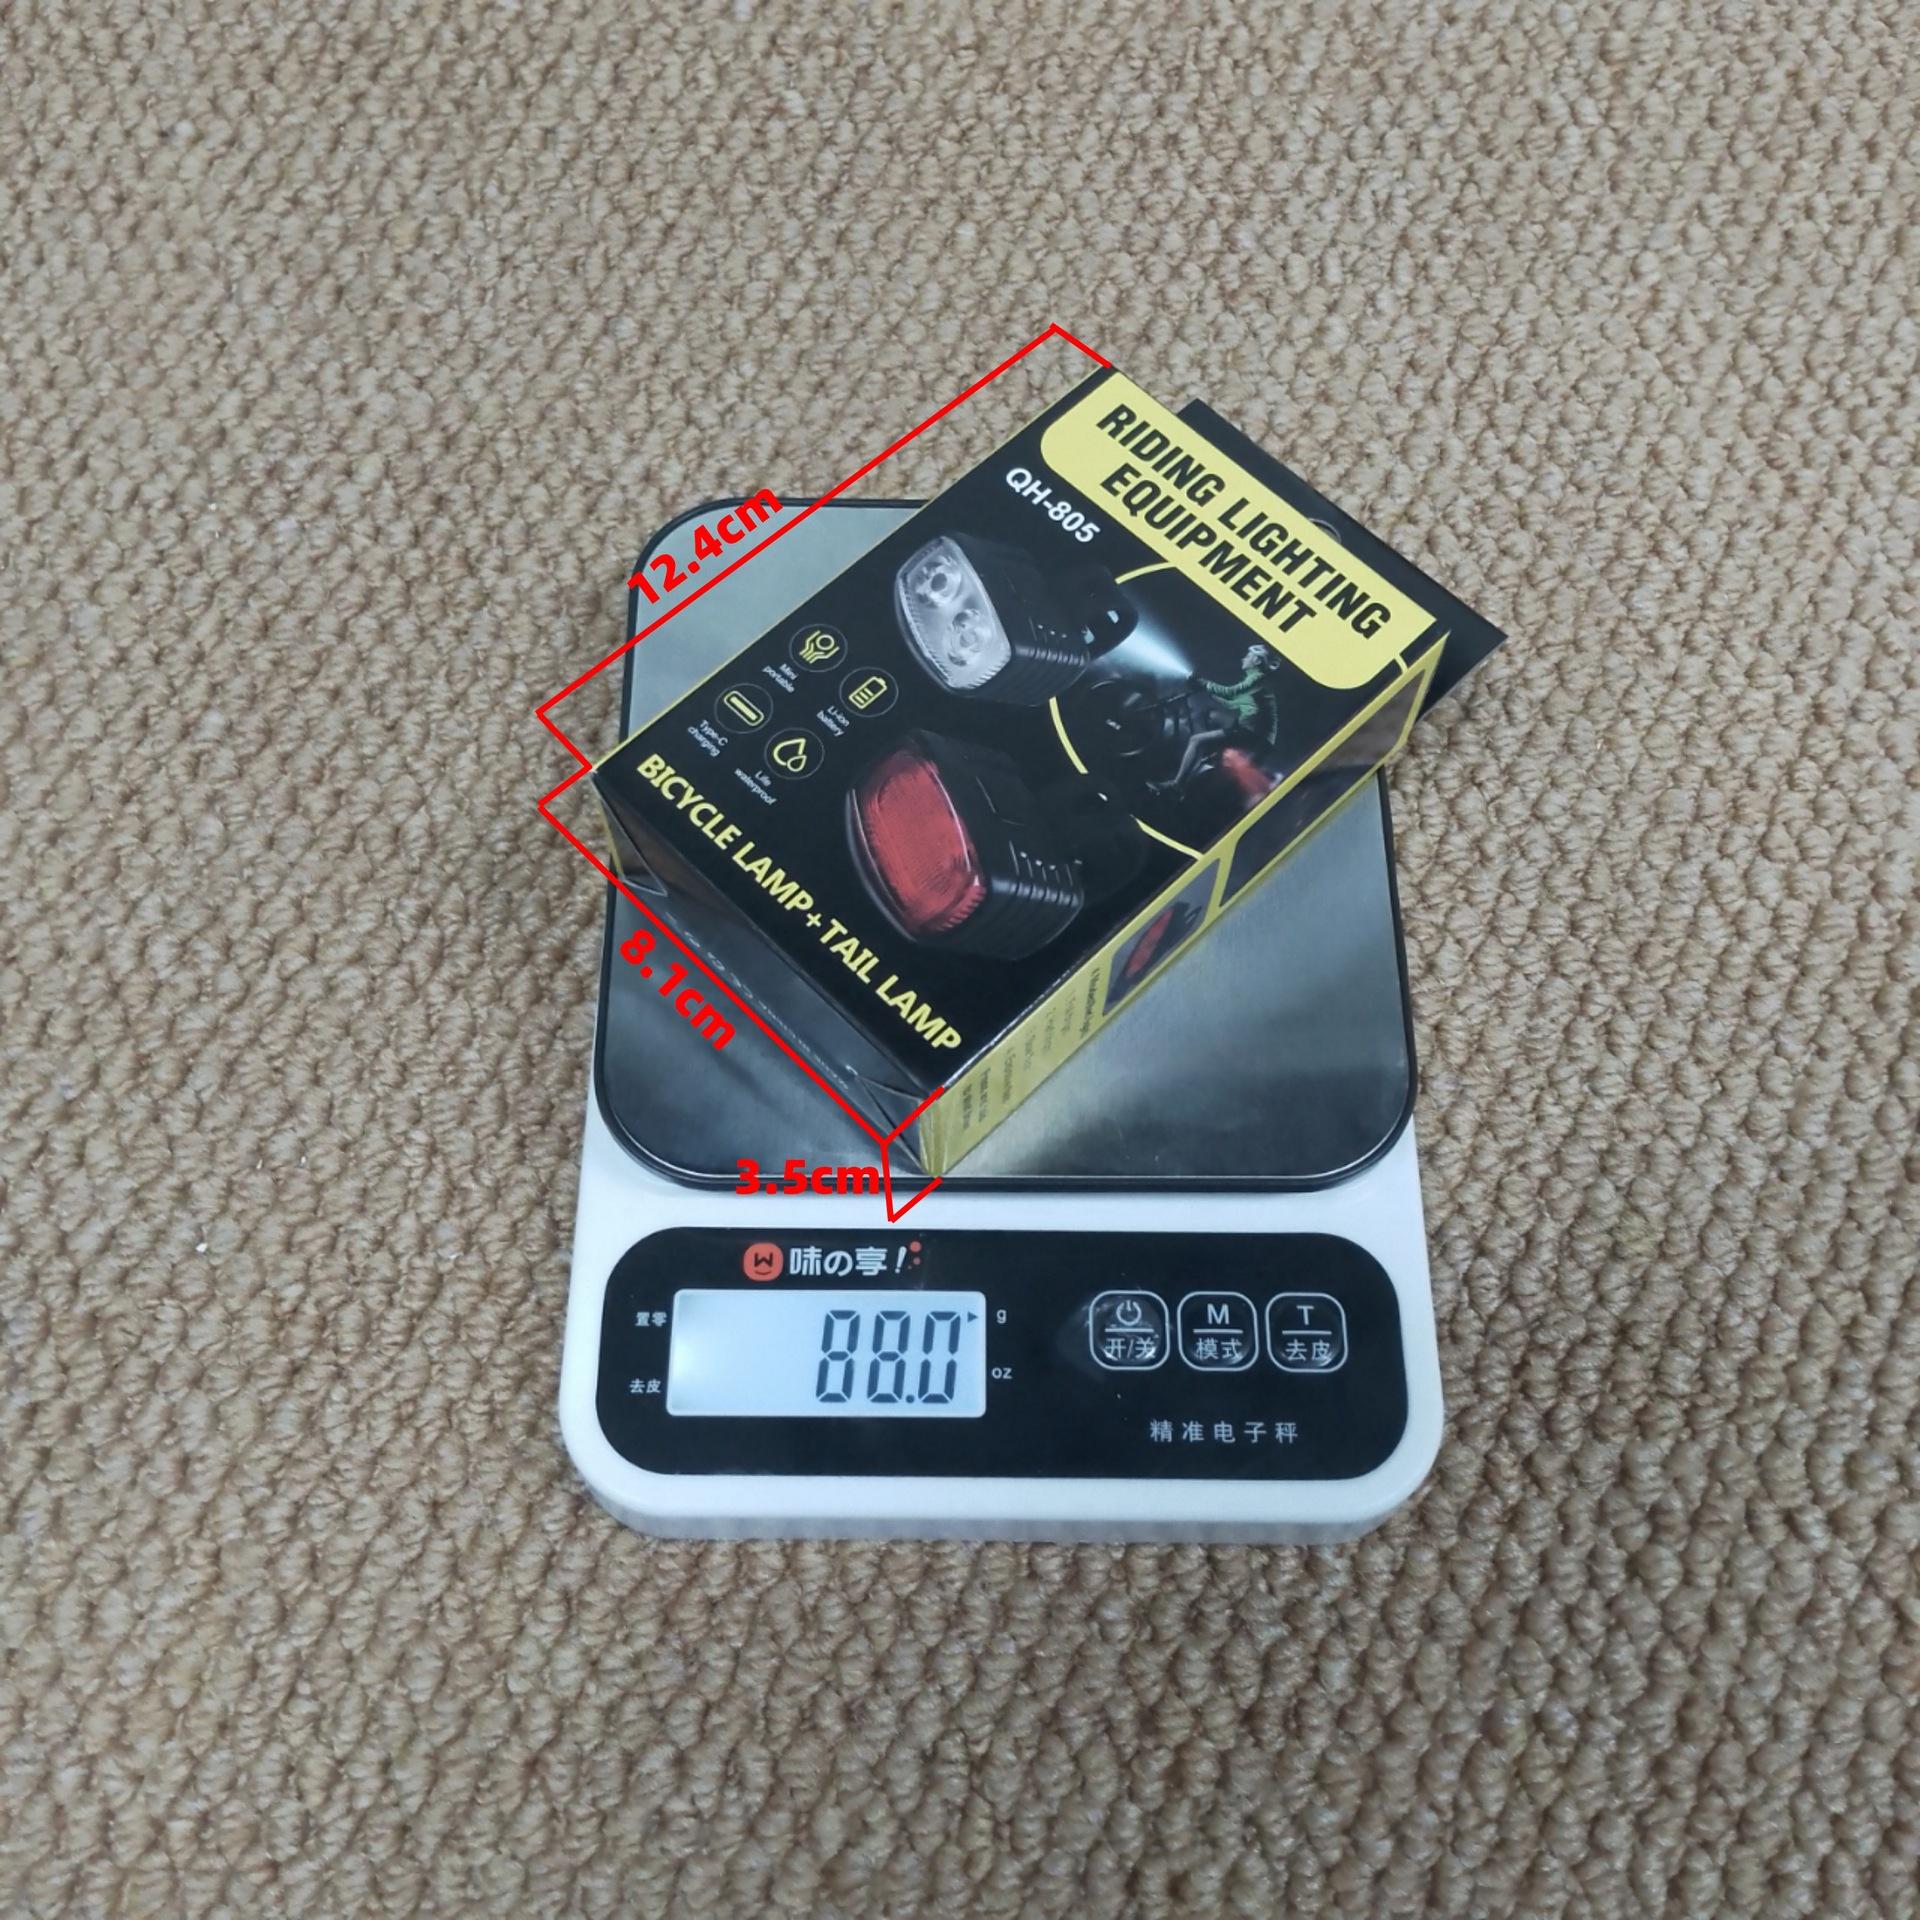 RIDING LIGHTING
EQUIPMENT
QH-805
12.4cm
Mini
portable
Li-ion
battery
Type-C
charging
Life
waterproof
BICYCLE LAMP+TAIL LAMP
8.1cm
3.5cm
味の享!
置零
88.0
g
去皮
oz
开/关
M
模式
T
去皮
精准电子秤